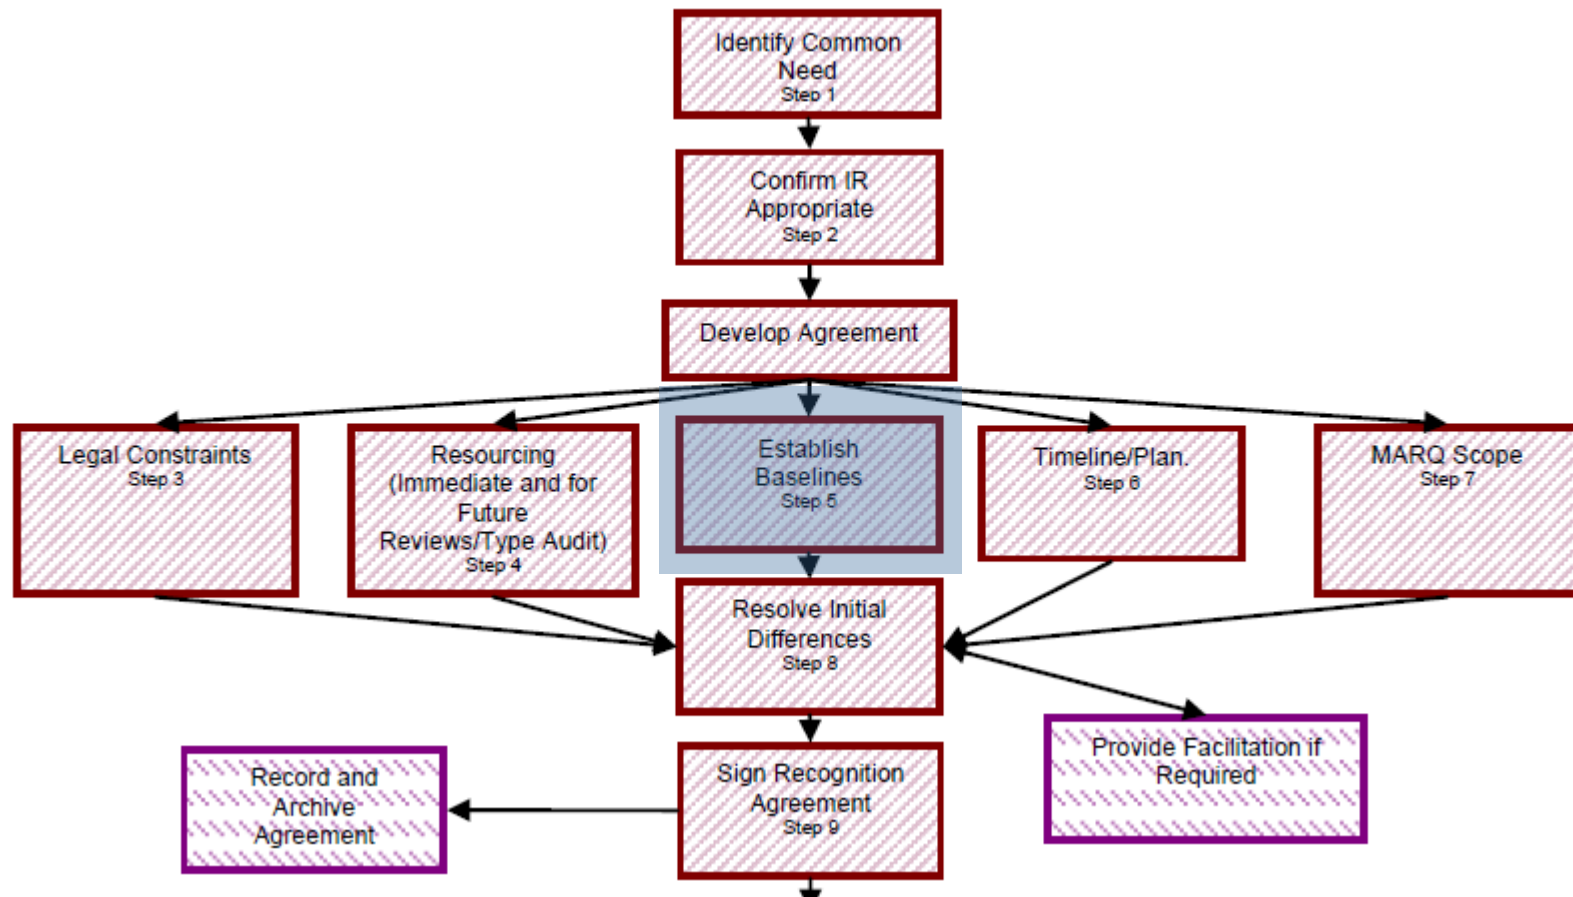 Identify Common
Need
Step 1
Confirm IR
Appropriate
Step 2
Develop Agreement
Legal Constraints
Step 3
Resourcing
(Immediate and for
Future
Reviews/Type Audit)
Step 4
Establish
Baselines
Step 5
Timeline/Plan.
Step 6
MARQ Scope
Step 7
Resolve Initial
Differences
Step 8
Provide Facilitation if
Required
Record and
Archive
Agreement
Sign Recognition
Agreement
Step 9